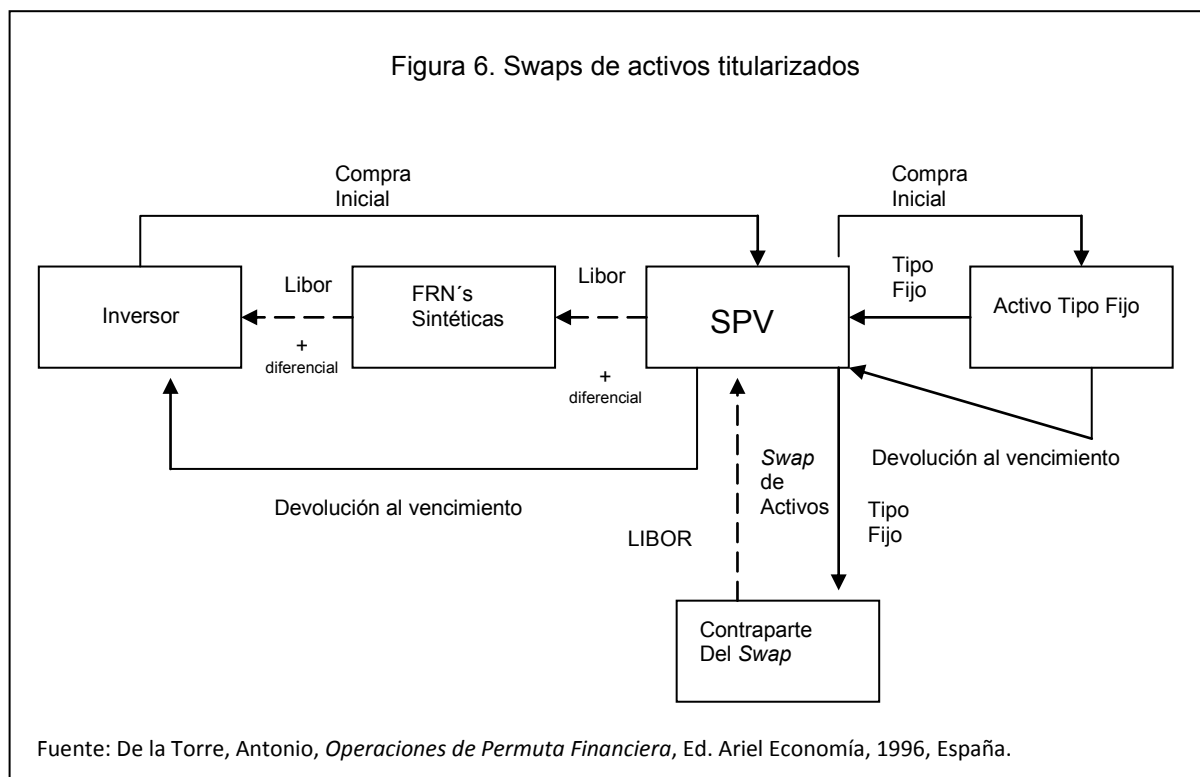 Figura 6. Swaps de activos titularizados
Compra
Inicial
Compra
Inicial
Inversor
Libor
+
diferencial
FRN´s
Sintéticas
Libor
+
diferencial
SPV
Tipo
Fijo
Activo Tipo Fijo
Devolución al vencimiento
Swap
de
Activos
Devolución al vencimiento
LIBOR
Tipo
Fijo
Contraparte
Del Swap
Fuente: De la Torre, Antonio, Operaciones de Permuta Financiera, Ed. Ariel Economía, 1996, España.